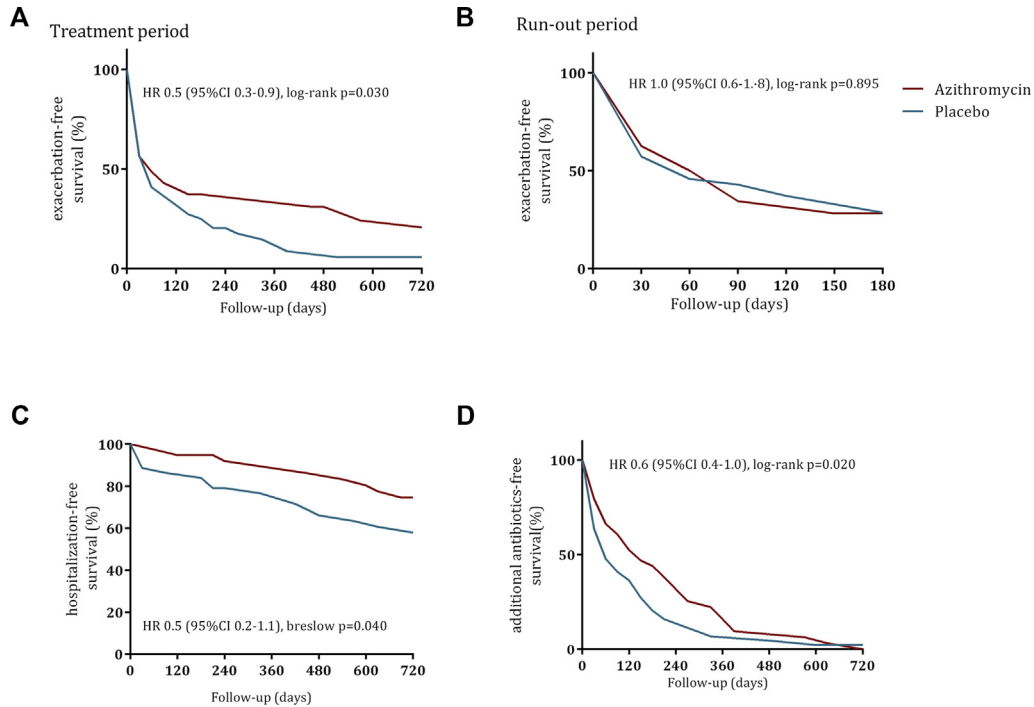 A
Treatment period
HR 0.5 (95%CI 0.3-0.9), log-rank p=0.030
exacerbation-free
survival (%)
100
50
0
0 120 240 360 480 600 720
Follow-up (days)
B
Run-out period
HR 1.0 (95%CI 0.6-1.·8), log-rank p=0.895
exacerbation-free
survival (%)
100
50
0
0 30 60 90 120 150 180
Follow-up (days)
Azithromycin
Placebo
C
hospitalization-free
survival (%)
100
80
60
40
20
0
HR 0.5 (95%CI 0.2-1.1), breslow p=0.040
0 120 240 360 480 600 720
Follow-up (days)
D
HR 0.6 (95%CI 0.4-1.0), log-rank p=0.020
additional antibiotics-free
survival(%)
100
50
0
0 120 240 360 480 600 720
Follow-up (days)